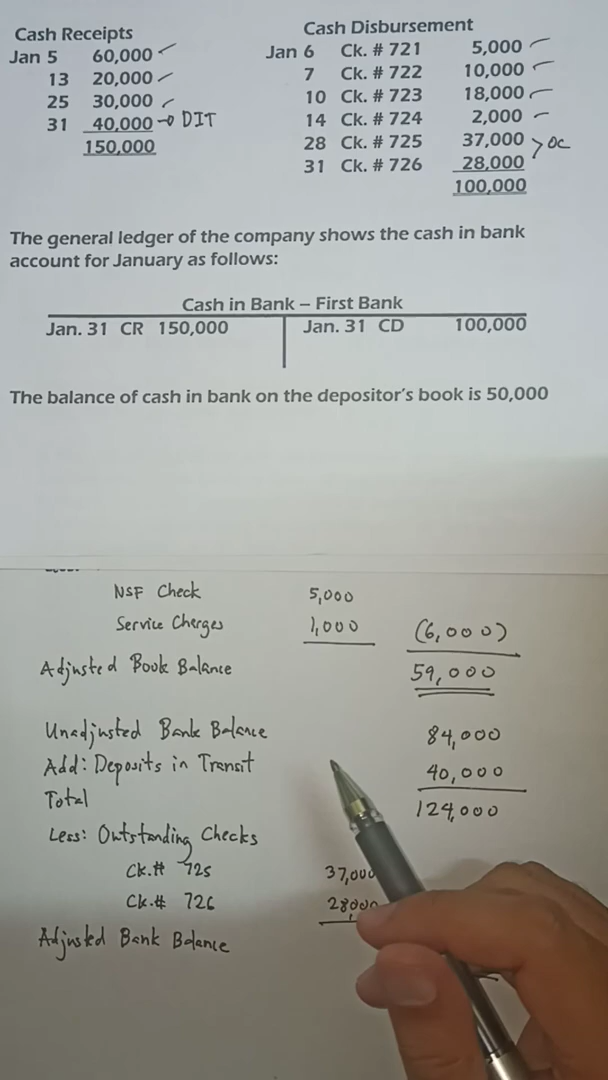 Cash Receipts
Jan 5 60,000
13 20,000
25 30,000
31 40,000 → DIT
150,000
Cash Disbursement
Jan 6 Ck. # 721 5,000
7 Ck. # 722 10,000
10 Ck. # 723 18,000
14 Ck. # 724 2,000
28 Ck. # 725 37,000 > OC
31 Ck. # 726 28,000
100,000
The general ledger of the company shows the cash in bank
account for January as follows:
Cash in Bank – First Bank
Jan. 31 CR 150,000 Jan. 31 CD 100,000
The balance of cash in bank on the depositor's book is 50,000
NSF Check 5,000
Service Charges 1,000 (6,000)
Adjusted Book Balance 59,000
Unadjusted Bank Balance 84,000
Add: Deposits in Transit 40,000
Total 124,000
Less: Outstanding Checks
Ck.# 725 37,000
Ck.# 726 28,000
Adjusted Bank Balance